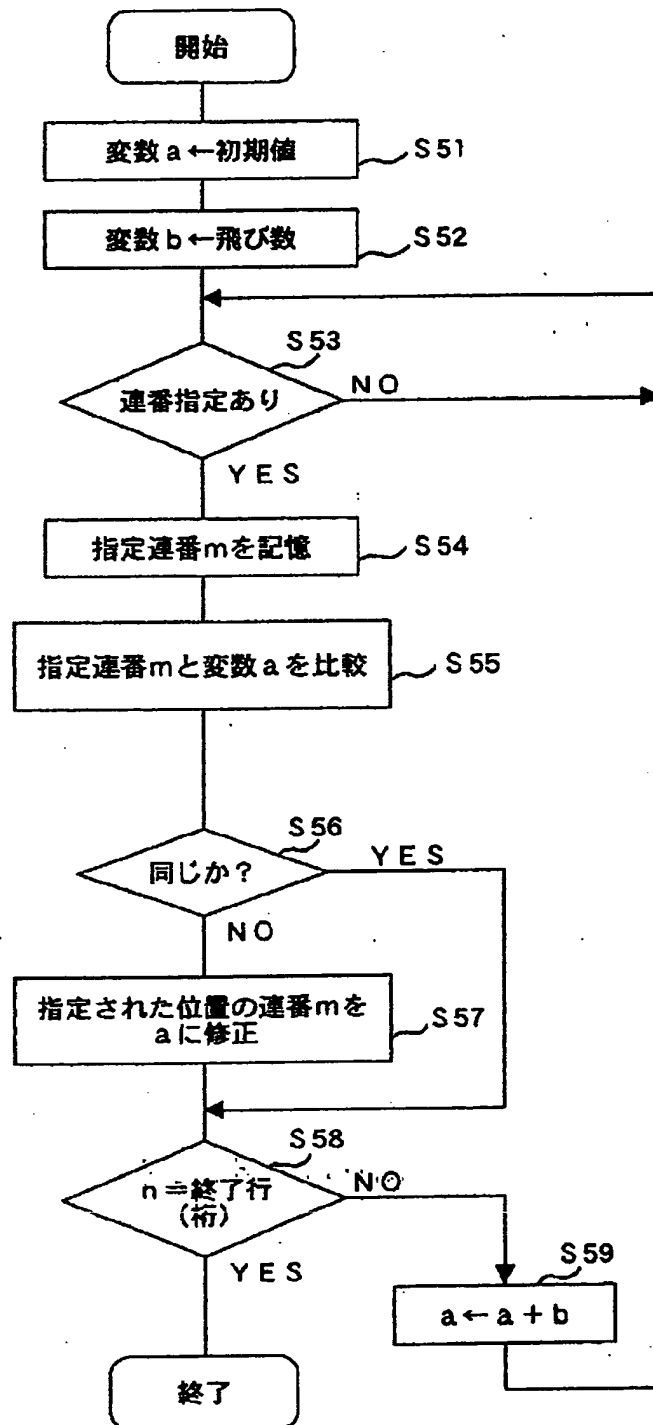 開始
変数a←初期値
S51
変数b←飛び数
S52
S53
連番指定あり
NO
YES
指定連番mを記憶
S54
指定連番mと変数aを比較
S55
S56
同じか？
YES
NO
指定された位置の連番mを
aに修正
S57
S58
n＝終了行
(桁)
NO
YES
S59
a←a+b
終了